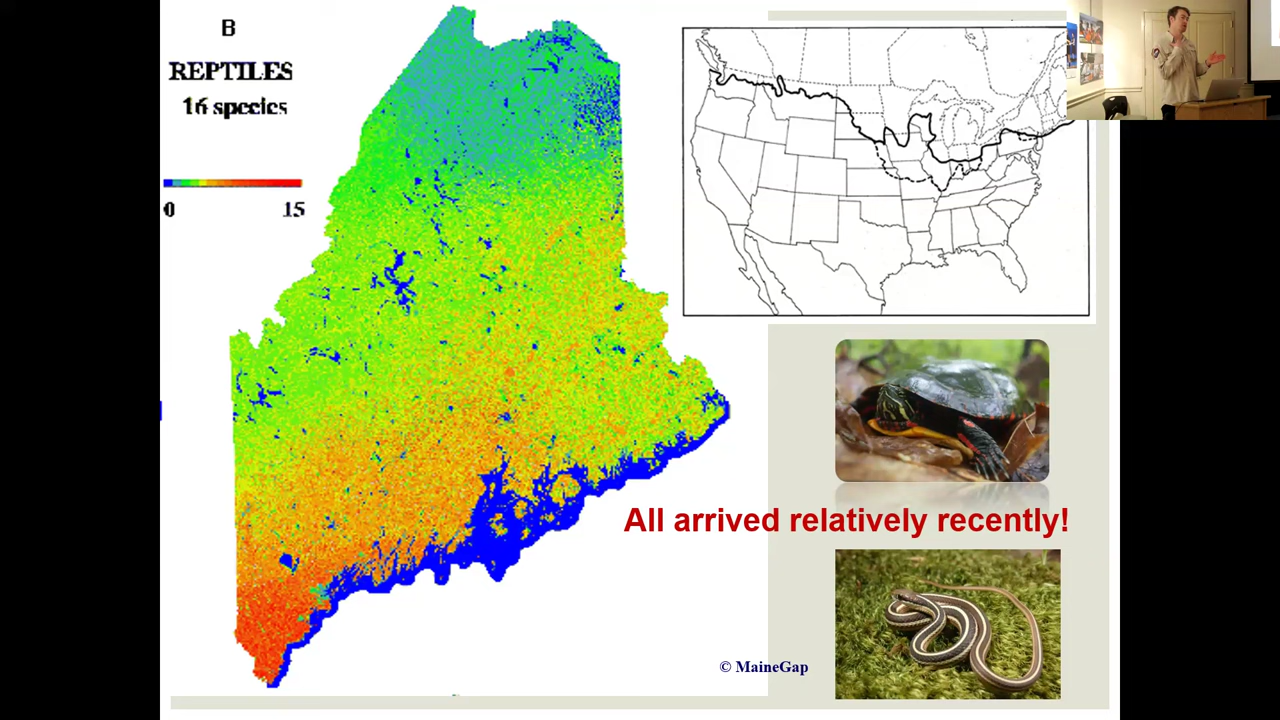 B
REPTILES
16 species
0 15
All arrived relatively recently!
© MaineGap